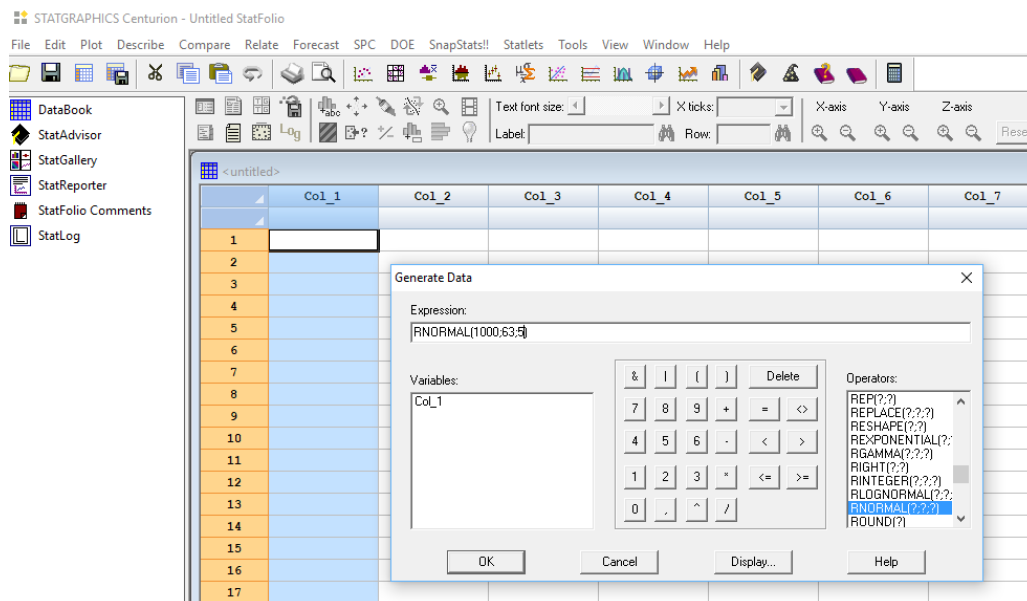 STATGRAPHICS Centurion - Untitled StatFolio
File Edit Plot Describe Compare Relate Forecast SPC DOE SnapStats!! Statlets Tools View Window Help
DataBook
StatAdvisor
StatGallery
StatReporter
StatFolio Comments
StatLog
+abc Text font size: X ticks: X-axis Y-axis Z-axis
Log ? Label: Row: Rese
<untitled>
Col_1 Col_2 Col_3 Col_4 Col_5 Col_6 Col_7
1
2
3
4
5
6
7
8
9
10
11
12
13
14
15
16
17
Generate Data
Expression:
RNORMAL(1000;63;5)
Variables:
Col_1
& | ( ) Delete
7 8 9 + = <>
4 5 6 - < >
1 2 3 * <= >=
0 , ^ /
Operators:
REP(?;?)
REPLACE(?;?;?)
RESHAPE(?;?)
REXPONENTIAL(?;
RGAMMA(?;?;?)
RIGHT(?;?)
RINTEGER(?;?;?)
RLOGNORMAL(?;?;
RNORMAL(?;?;?)
ROUND(?)
OK Cancel Display... Help